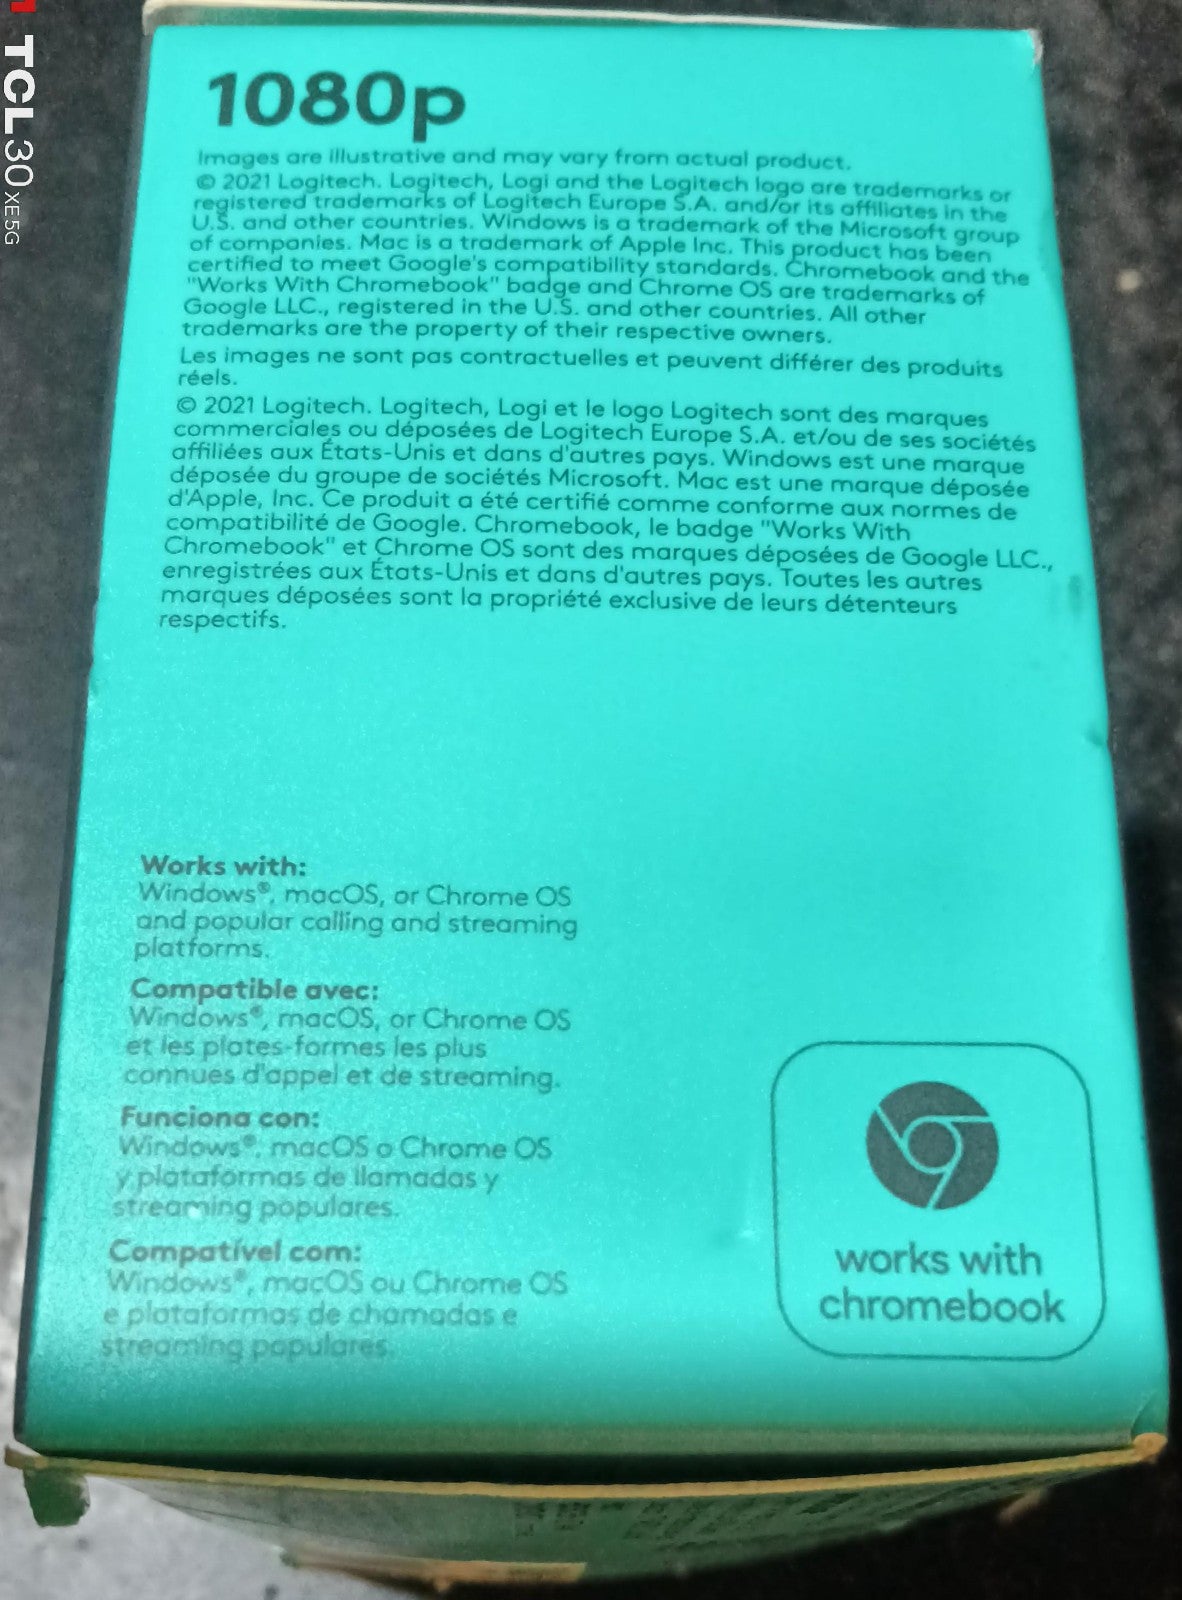 TCL 30 XE 5G
1080p
Images are illustrative and may vary from actual product.
© 2021 Logitech. Logitech, Logi and the Logitech logo are trademarks or
registered trademarks of Logitech Europe S.A. and/or its affiliates in the
U.S. and other countries. Windows is a trademark of the Microsoft group
of companies. Mac is a trademark of Apple Inc. This product has been
certified to meet Google's compatibility standards. Chromebook and the
"Works With Chromebook" badge and Chrome OS are trademarks of
Google LLC., registered in the U.S. and other countries. All other
trademarks are the property of their respective owners.
Les images ne sont pas contractuelles et peuvent différer des produits
réels.
© 2021 Logitech. Logitech, Logi et le logo Logitech sont des marques
commerciales ou déposées de Logitech Europe S.A. et/ou de ses sociétés
affiliées aux États-Unis et dans d'autres pays. Windows est une marque
déposée du groupe de sociétés Microsoft. Mac est une marque déposée
d'Apple, Inc. Ce produit a été certifié comme conforme aux normes de
compatibilité de Google. Chromebook, le badge "Works With
Chromebook" et Chrome OS sont des marques déposées de Google LLC.,
enregistrées aux États-Unis et dans d'autres pays. Toutes les autres
marques déposées sont la propriété exclusive de leurs détenteurs
respectifs.
Works with:
Windows®, macOS, or Chrome OS
and popular calling and streaming
platforms.
Compatible avec:
Windows®, macOS, or Chrome OS
et les plates-formes les plus
connues d'appel et de streaming.
Funciona con:
Windows®, macOS o Chrome OS
y plataformas de llamadas y
streaming populares.
Compatível com:
Windows®, macOS ou Chrome OS
e plataformas de chamadas e
streaming populares.
works with
chromebook